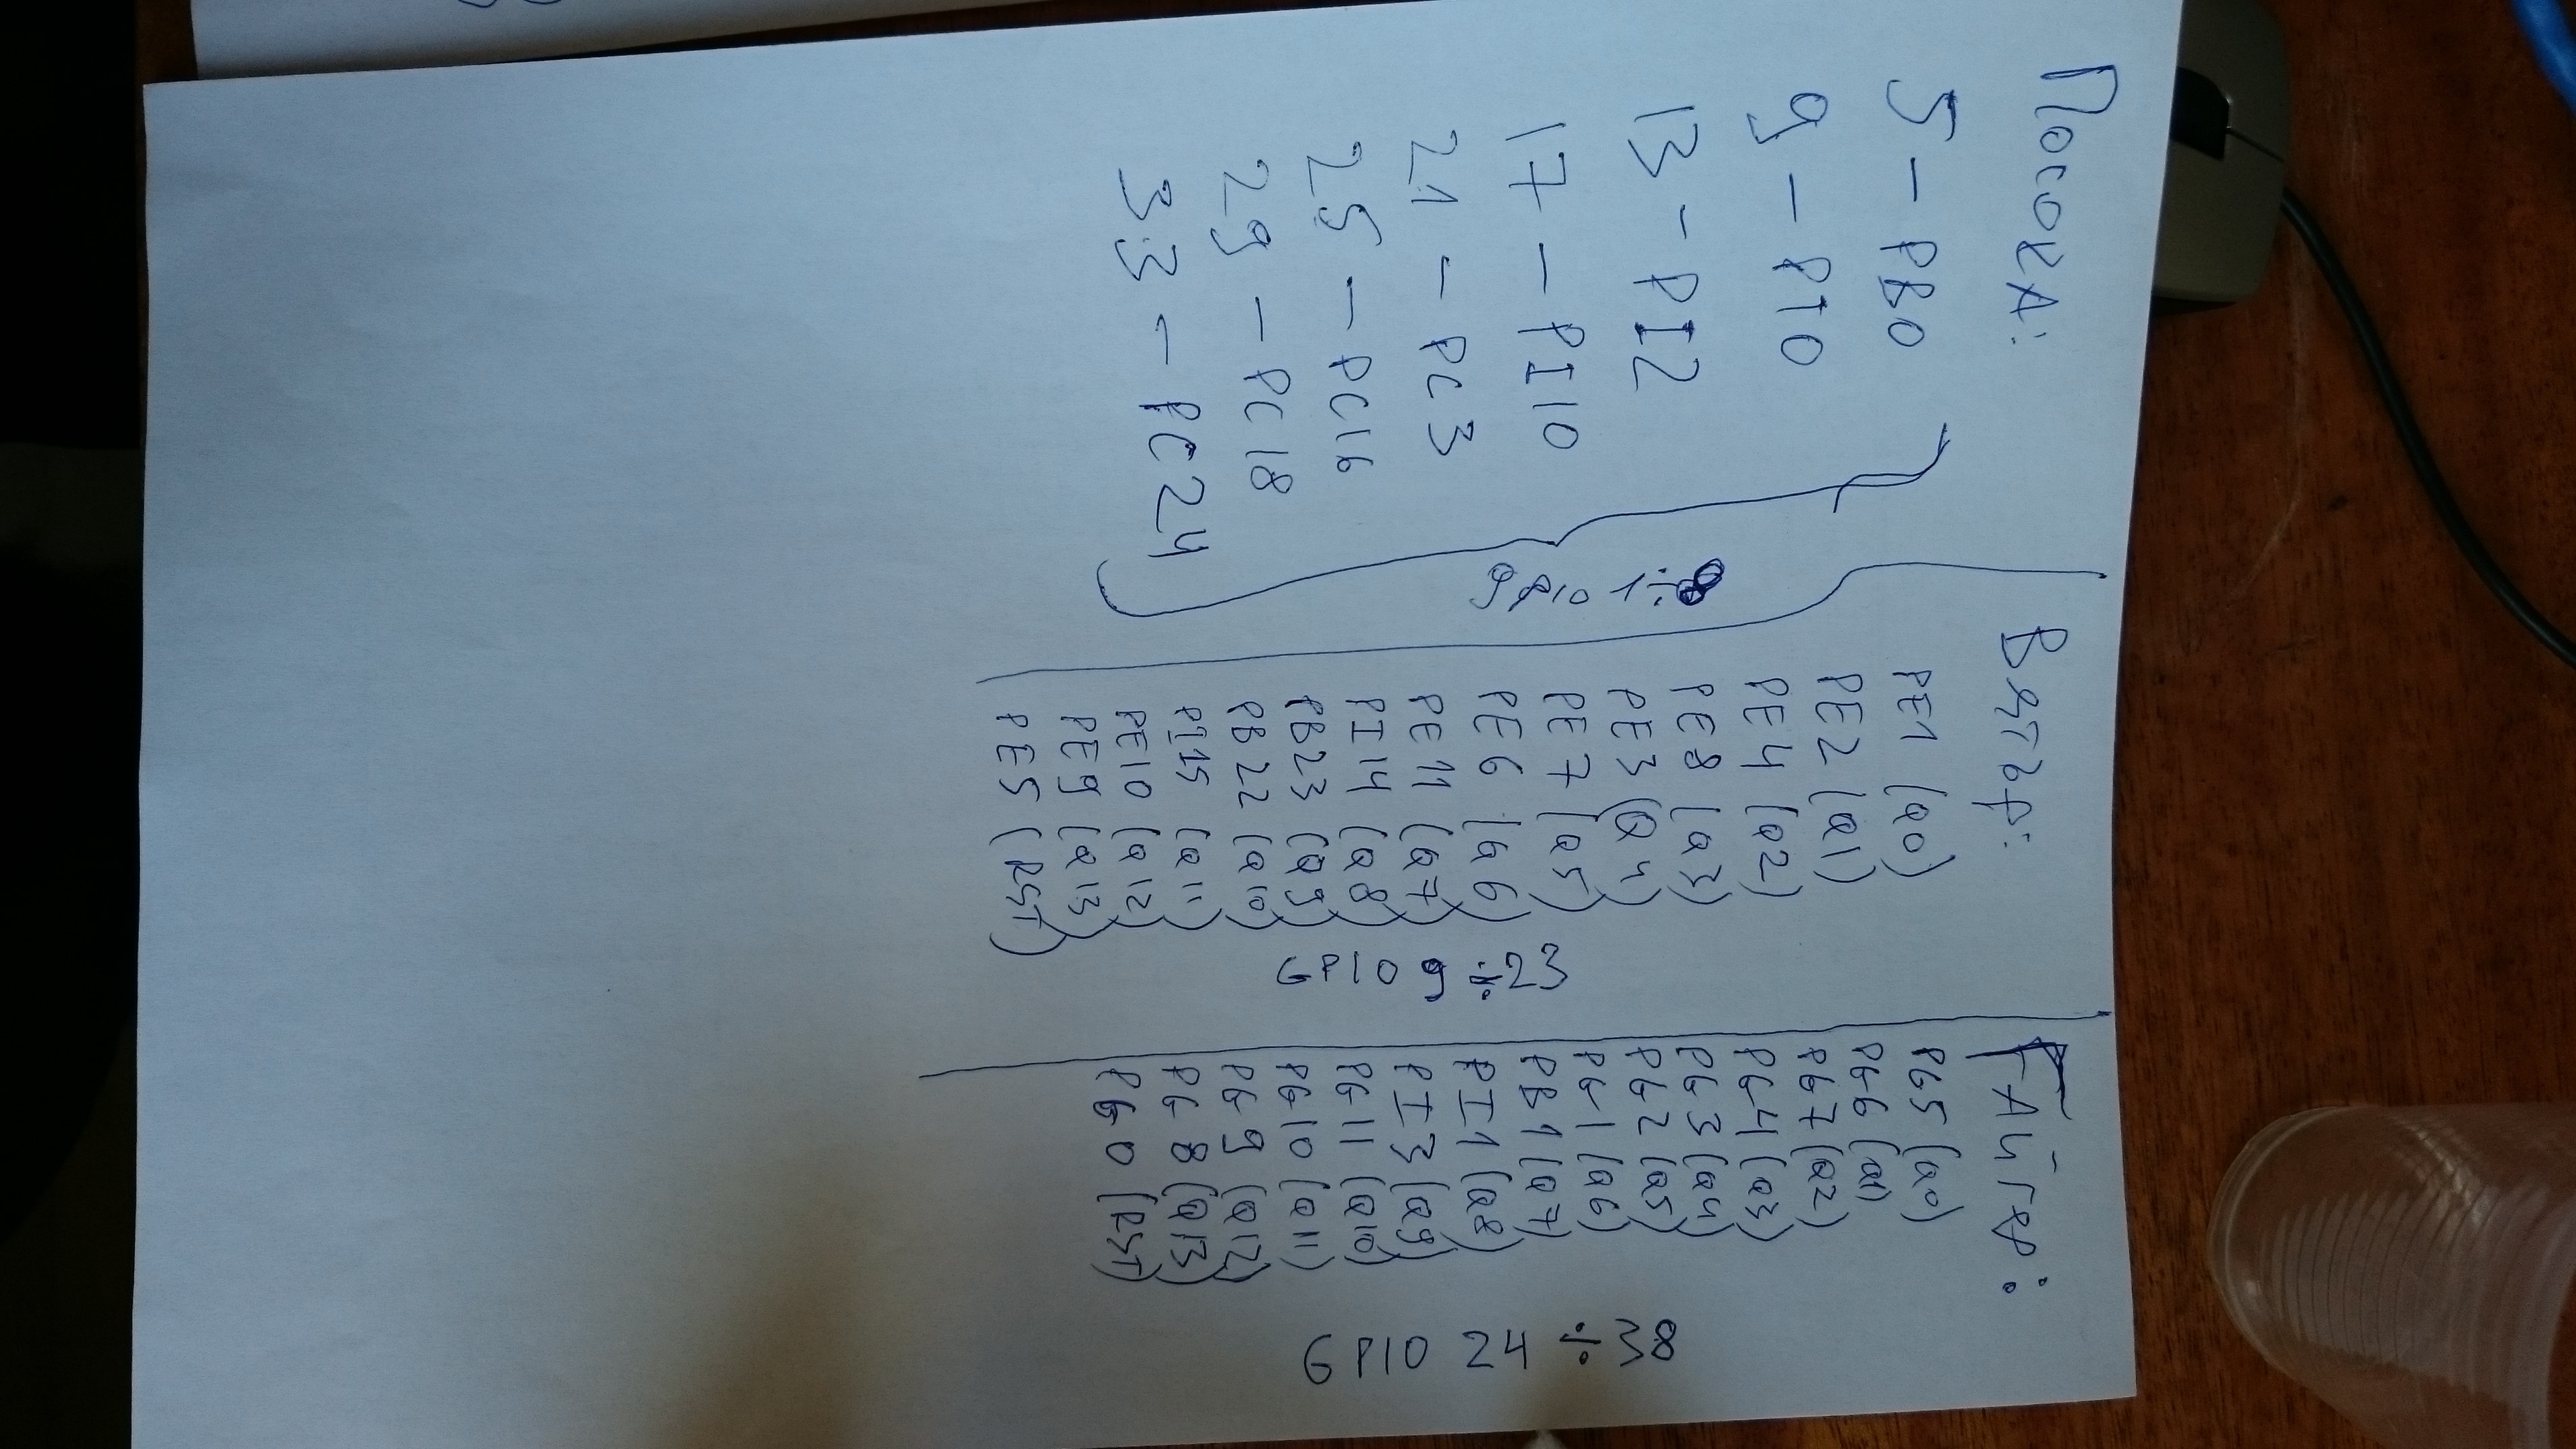 Посока:
5 – PB0
9 – PI0
13 – PI2
17 – PI10
21 – PC3
25 – PC16
29 – PC18
33 – PC24
GPIO 1÷8
Вятър:
PE1 (Q0)
PE2 (Q1)
PE4 (Q2)
PE8 (Q3)
PE3 (Q4)
PE7 (Q5)
PE6 (Q6)
PE11 (Q7)
PI14 (Q8)
PB23 (Q9)
PB22 (Q10)
PI15 (Q11)
PE10 (Q12)
PE9 (Q13)
PE5 (RST)
GPIO 9÷23
Гайгер:
PG5 (Q0)
PG6 (Q1)
PG7 (Q2)
PG4 (Q3)
PG3 (Q4)
PG2 (Q5)
PG1 (Q6)
PB1 (Q7)
PI1 (Q8)
PI3 (Q9)
PG11 (Q10)
PG10 (Q11)
PG9 (Q12)
PG8 (Q13)
PG0 (RST)
GPIO 24÷38